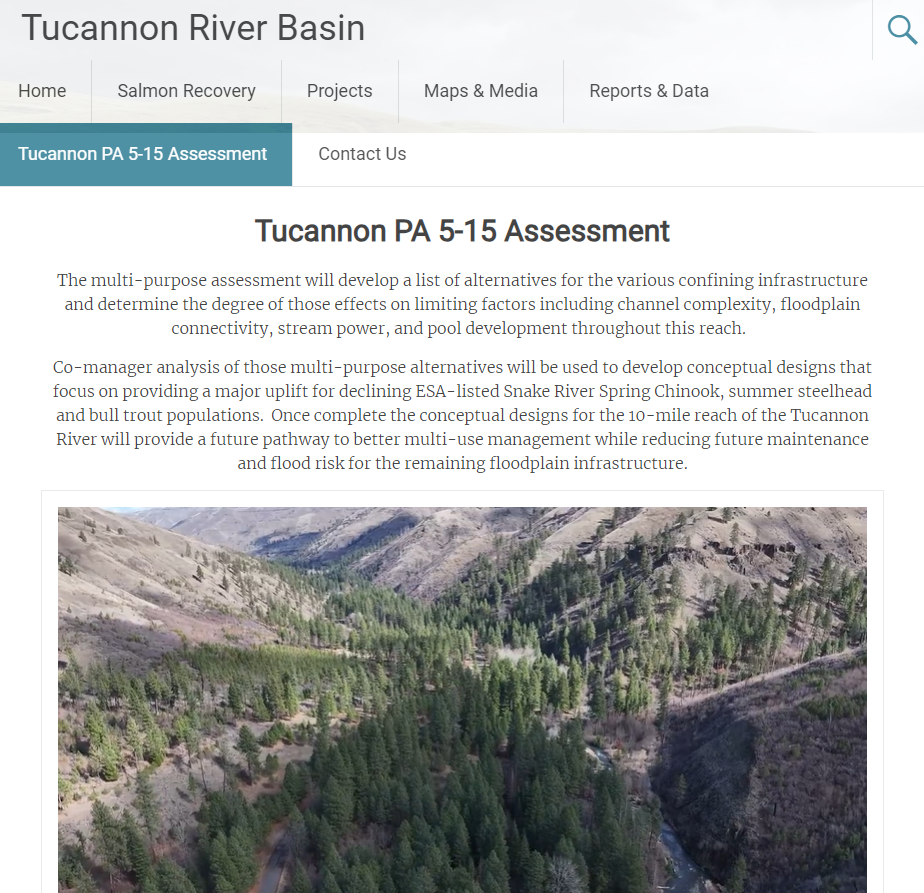 Tucannon River Basin
Home
Salmon Recovery
Projects
Maps & Media
Reports & Data
Tucannon PA 5-15 Assessment
Contact Us
Tucannon PA 5-15 Assessment
The multi-purpose assessment will develop a list of alternatives for the various confining infrastructure
and determine the degree of those effects on limiting factors including channel complexity, floodplain
connectivity, stream power, and pool development throughout this reach.
Co-manager analysis of those multi-purpose alternatives will be used to develop conceptual designs that
focus on providing a major uplift for declining ESA-listed Snake River Spring Chinook, summer steelhead
and bull trout populations.  Once complete the conceptual designs for the 10-mile reach of the Tucannon
River will provide a future pathway to better multi-use management while reducing future maintenance
and flood risk for the remaining floodplain infrastructure.